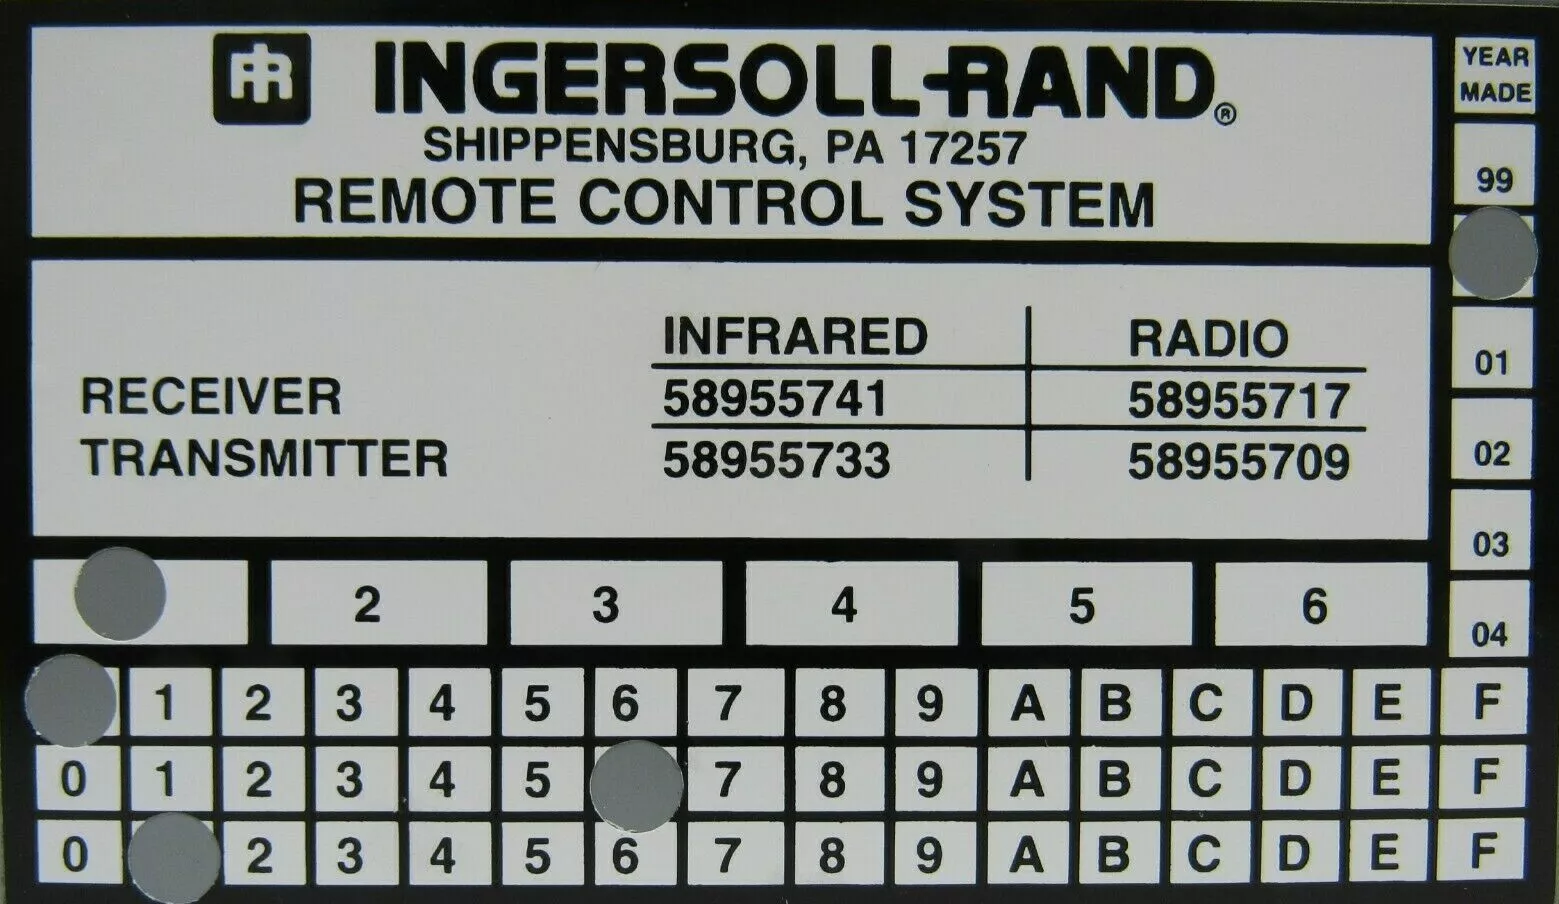 IR INGERSOLL-RAND®
SHIPPENSBURG, PA 17257
REMOTE CONTROL SYSTEM
YEAR
MADE
99
01
02
03
04
INFRARED RADIO
RECEIVER 58955741 58955717
TRANSMITTER 58955733 58955709
2 3 4 5 6
1 2 3 4 5 6 7 8 9 A B C D E F
0 1 2 3 4 5 7 8 9 A B C D E F
0 2 3 4 5 6 7 8 9 A B C D E F